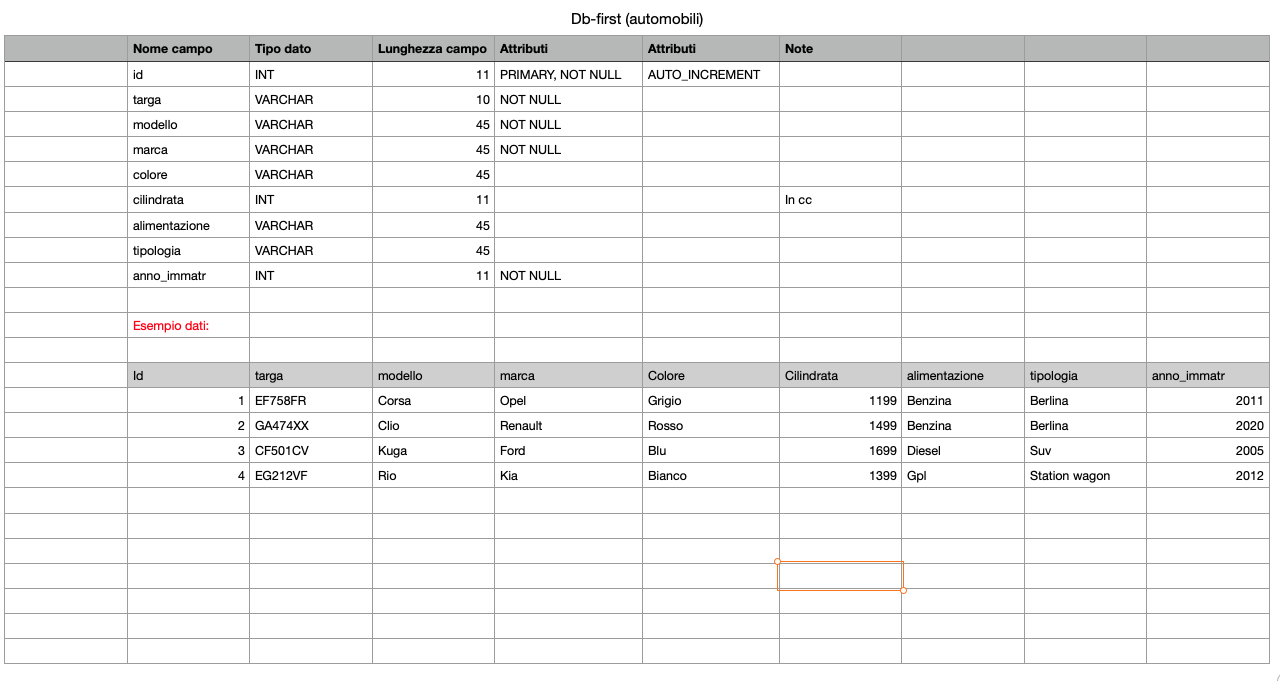 Db-first (automobili)
Nome campo Tipo dato Lunghezza campo Attributi Attributi Note
id INT 11 PRIMARY, NOT NULL AUTO_INCREMENT
targa VARCHAR 10 NOT NULL
modello VARCHAR 45 NOT NULL
marca VARCHAR 45 NOT NULL
colore VARCHAR 45
cilindrata INT 11 In cc
alimentazione VARCHAR 45
tipologia VARCHAR 45
anno_immatr INT 11 NOT NULL
Esempio dati:
Id targa modello marca Colore Cilindrata alimentazione tipologia anno_immatr
1 EF758FR Corsa Opel Grigio 1199 Benzina Berlina 2011
2 GA474XX Clio Renault Rosso 1499 Benzina Berlina 2020
3 CF501CV Kuga Ford Blu 1699 Diesel Suv 2005
4 EG212VF Rio Kia Bianco 1399 Gpl Station wagon 2012